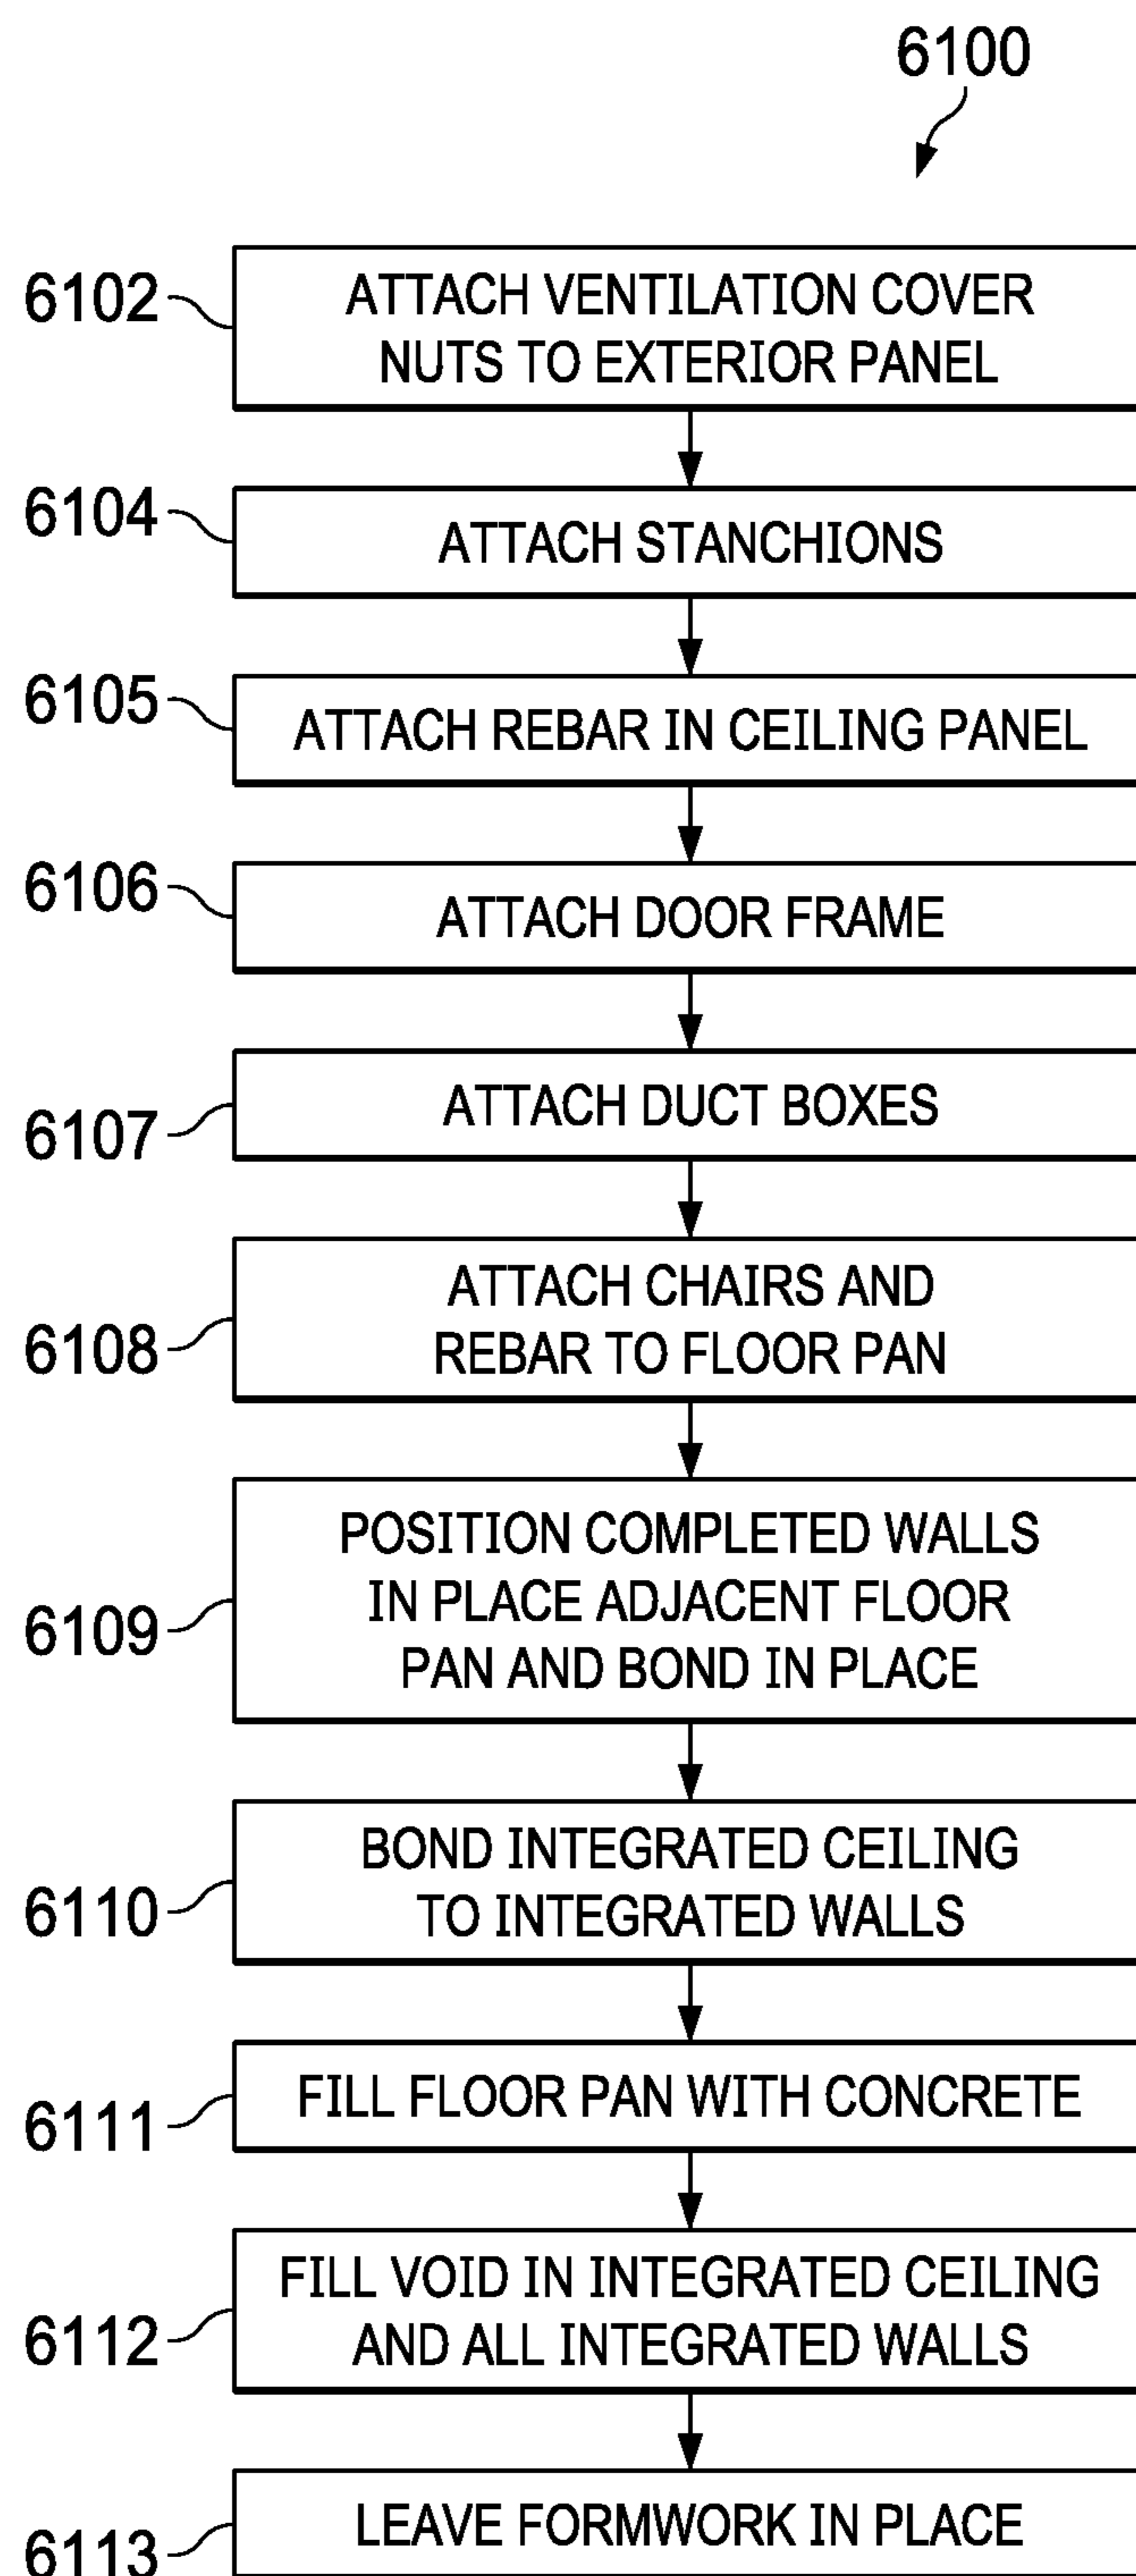 6100
6102
ATTACH VENTILATION COVER
NUTS TO EXTERIOR PANEL
6104
ATTACH STANCHIONS
6105
ATTACH REBAR IN CEILING PANEL
6106
ATTACH DOOR FRAME
6107
ATTACH DUCT BOXES
6108
ATTACH CHAIRS AND
REBAR TO FLOOR PAN
6109
POSITION COMPLETED WALLS
IN PLACE ADJACENT FLOOR
PAN AND BOND IN PLACE
6110
BOND INTEGRATED CEILING
TO INTEGRATED WALLS
6111
FILL FLOOR PAN WITH CONCRETE
6112
FILL VOID IN INTEGRATED CEILING
AND ALL INTEGRATED WALLS
6113
LEAVE FORMWORK IN PLACE